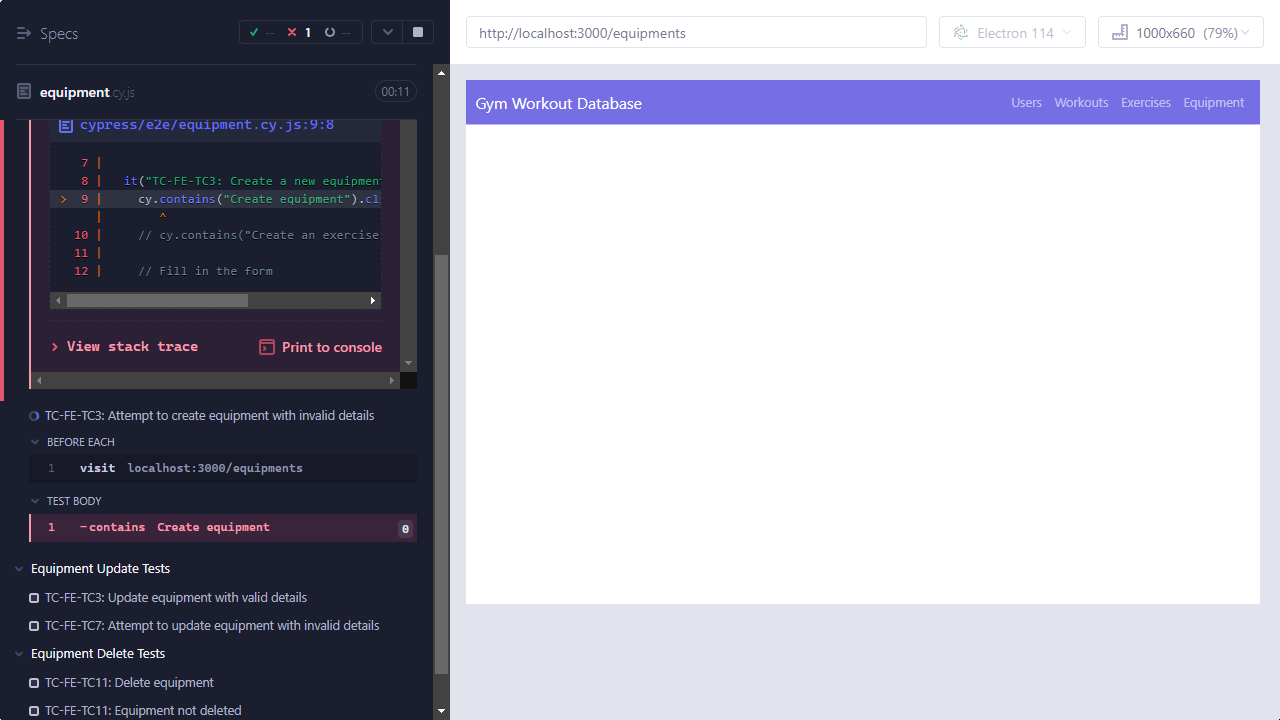 Specs
--
1
--
equipment.cy.js
00:11
cypress/e2e/equipment.cy.js:9:8
7 |
8 | it("TC-FE-TC3: Create a new equipment
> 9 | cy.contains("Create equipment").cl
| ^
10 | // cy.contains("Create an exercise
11 |
12 | // Fill in the form
> View stack trace
Print to console
TC-FE-TC3: Attempt to create equipment with invalid details
BEFORE EACH
1 visit localhost:3000/equipments
TEST BODY
1 -contains Create equipment 0
Equipment Update Tests
TC-FE-TC3: Update equipment with valid details
TC-FE-TC7: Attempt to update equipment with invalid details
Equipment Delete Tests
TC-FE-TC11: Delete equipment
TC-FE-TC11: Equipment not deleted
http://localhost:3000/equipments
Electron 114
1000x660 (79%)
Gym Workout Database
Users Workouts Exercises Equipment